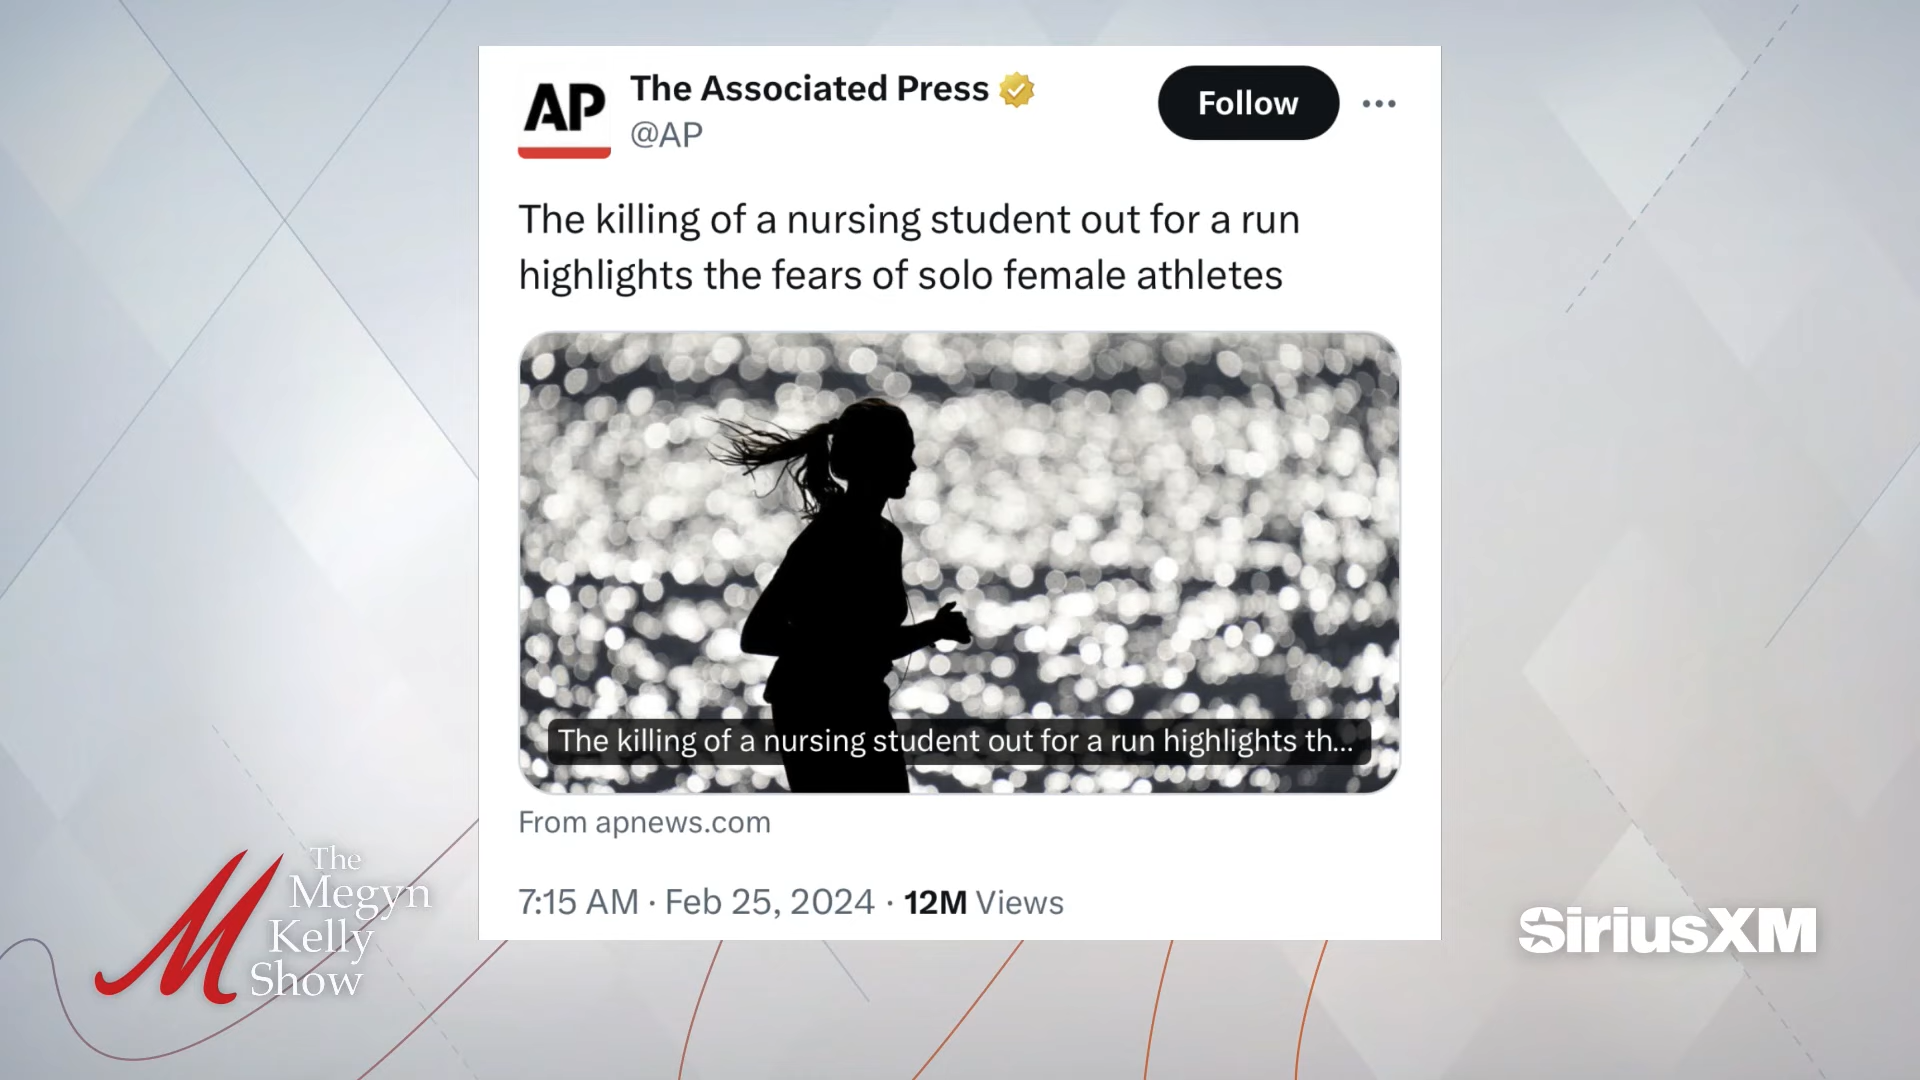 AP
The Associated Press
@AP
Follow
The killing of a nursing student out for a run
highlights the fears of solo female athletes
The killing of a nursing student out for a run highlights th...
From apnews.com
7:15 AM · Feb 25, 2024 · 12M Views
M
The
Megyn
Kelly
Show
SiriusXM